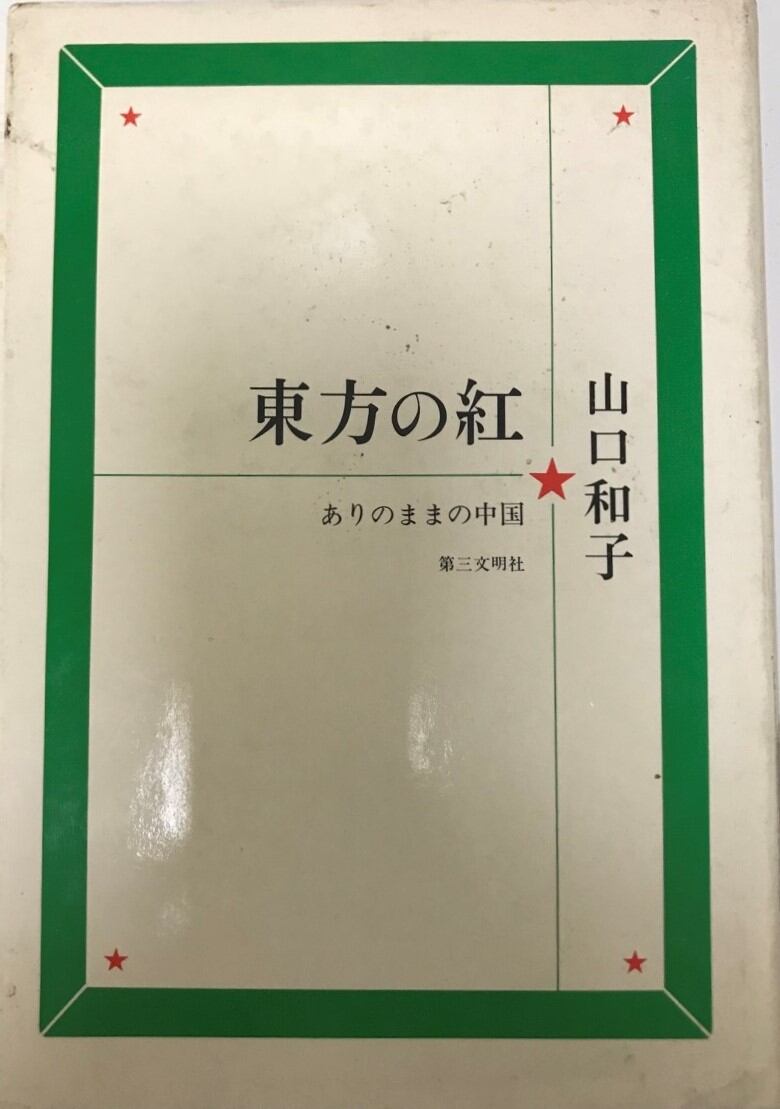 東方の紅
ありのままの中国
第三文明社
山口和子